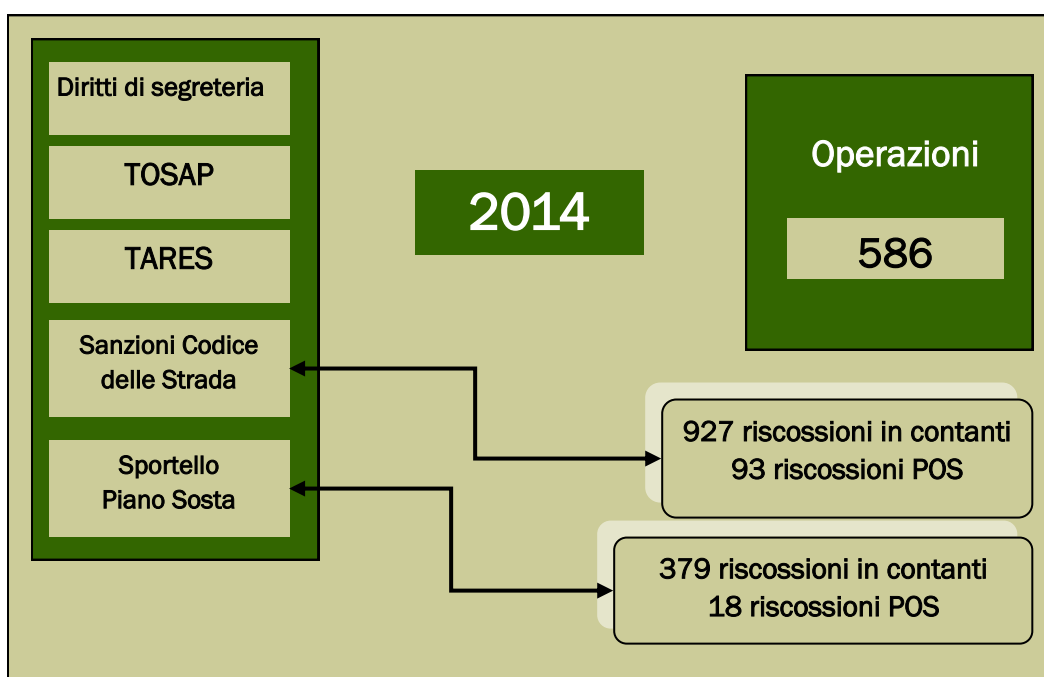 Diritti di segreteria
TOSAP
TARES
Sanzioni Codice
delle Strada
Sportello
Piano Sosta
2014
Operazioni
586
927 riscossioni in contanti
93 riscossioni POS
379 riscossioni in contanti
18 riscossioni POS